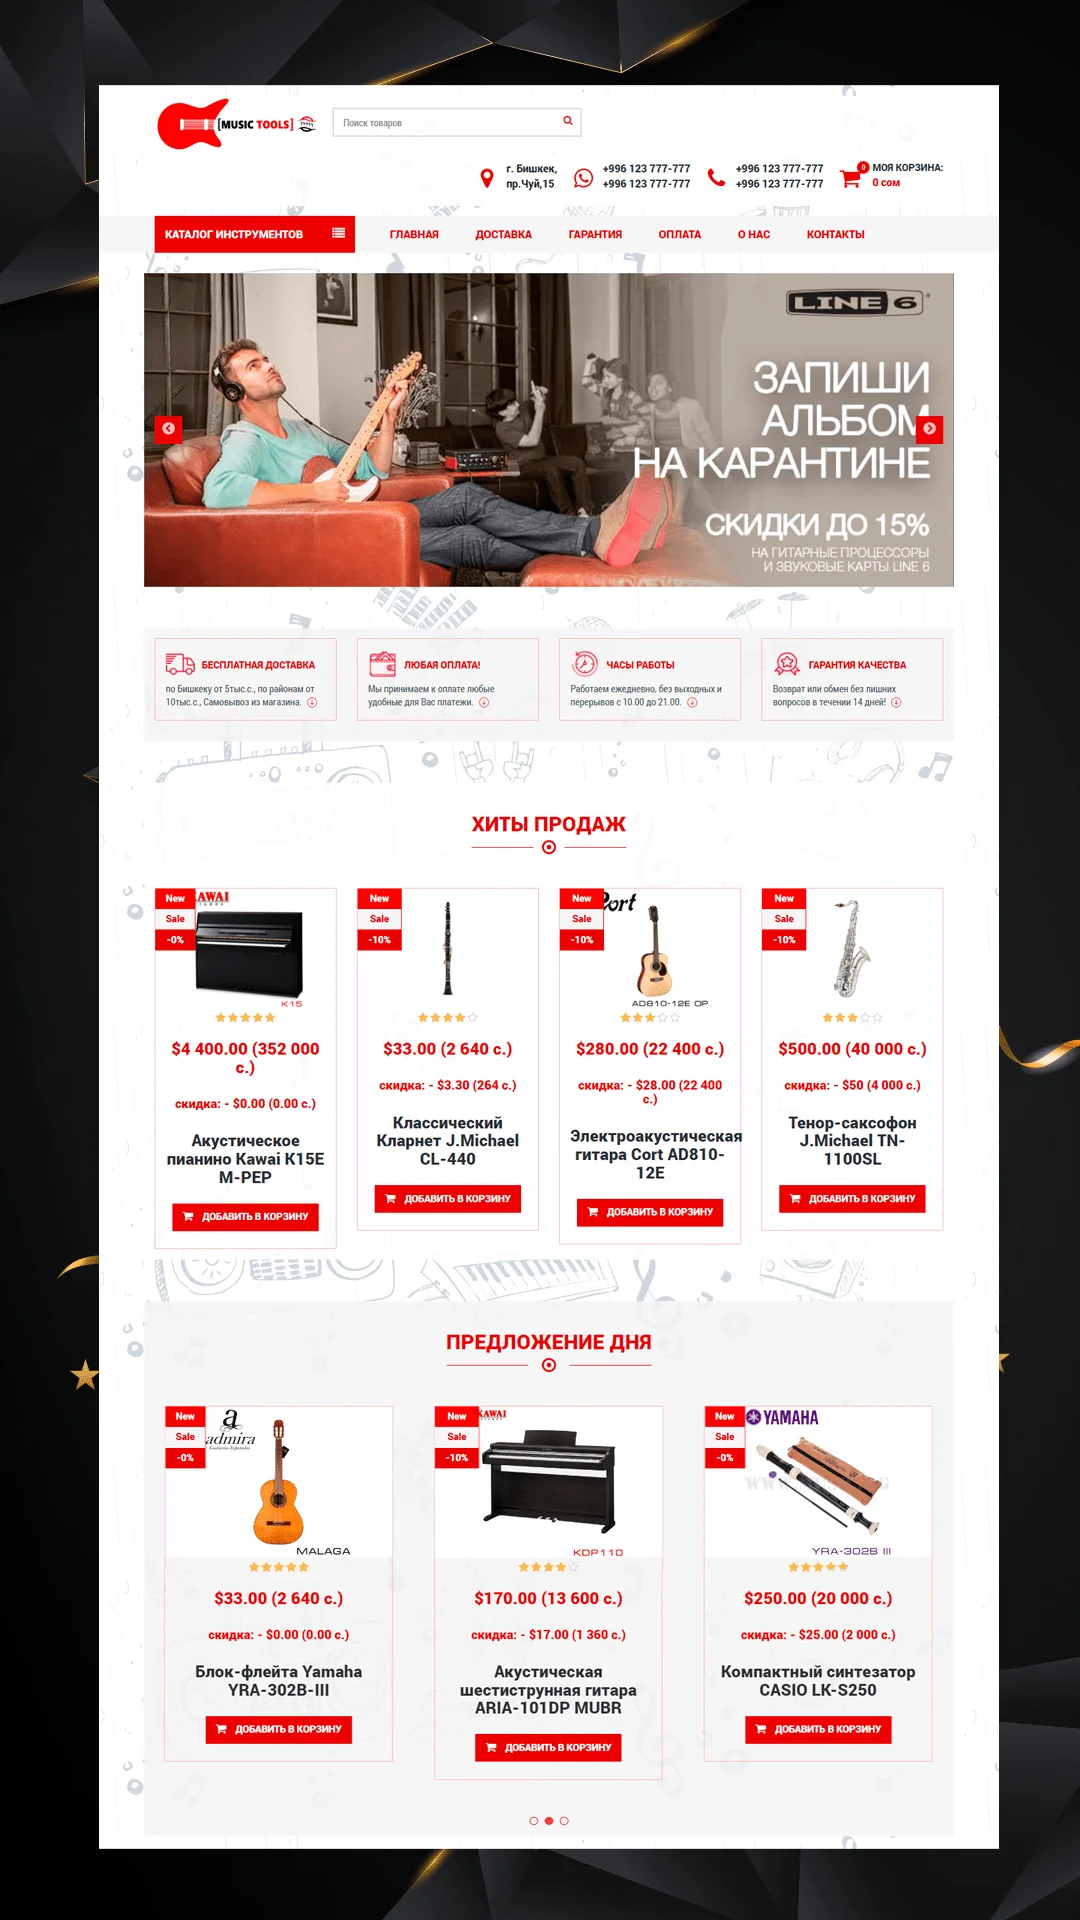 [MUSIC TOOLS]
Поиск товаров
г. Бишкек,
пр.Чуй,15
+996 123 777-777
+996 123 777-777
+996 123 777-777
+996 123 777-777
0
МОЯ КОРЗИНА:
0 сом
КАТАЛОГ ИНСТРУМЕНТОВ
ГЛАВНАЯ
ДОСТАВКА
ГАРАНТИЯ
ОПЛАТА
О НАС
КОНТАКТЫ
LINE 6
ЗАПИШИ
АЛЬБОМ
НА КАРАНТИНЕ
СКИДКИ ДО 15%
НА ГИТАРНЫЕ ПРОЦЕССОРЫ
И ЗВУКОВЫЕ КАРТЫ LINE 6
БЕСПЛАТНАЯ ДОСТАВКА
по Бишкеку от 5тыс.с., по районам от
10тыс.с., Самовывоз из магазина.
ЛЮБАЯ ОПЛАТА!
Мы принимаем к оплате любые
удобные для Вас платежи.
ЧАСЫ РАБОТЫ
Работаем ежедневно, без выходных и
перерывов с 10.00 до 21.00.
ГАРАНТИЯ КАЧЕСТВА
Возврат или обмен без лишних
вопросов в течении 14 дней!
ХИТЫ ПРОДАЖ
New
Sale
-0%
KAWAI
K15
$4 400.00 (352 000
с.)
скидка: - $0.00 (0.00 с.)
Акустическое
пианино Kawai K15E
M-PEP
ДОБАВИТЬ В КОРЗИНУ
New
Sale
-10%
$33.00 (2 640 с.)
скидка: - $3.30 (264 с.)
Классический
Кларнет J.Michael
CL-440
ДОБАВИТЬ В КОРЗИНУ
New
Sale
-10%
Cort
AD810-12E OP
$280.00 (22 400 с.)
скидка: - $28.00 (22 400
с.)
Электроакустическая
гитара Cort AD810-
12E
ДОБАВИТЬ В КОРЗИНУ
New
Sale
-10%
$500.00 (40 000 с.)
скидка: - $50 (4 000 с.)
Тенор-саксофон
J.Michael TN-
1100SL
ДОБАВИТЬ В КОРЗИНУ
ПРЕДЛОЖЕНИЕ ДНЯ
New
Sale
-0%
a
admira
MALAGA
$33.00 (2 640 с.)
скидка: - $0.00 (0.00 с.)
Блок-флейта Yamaha
YRA-302B-III
ДОБАВИТЬ В КОРЗИНУ
New
Sale
-10%
KAWAI
KDP110
$170.00 (13 600 с.)
скидка: - $17.00 (1 360 с.)
Акустическая
шестиструнная гитара
ARIA-101DP MUBR
ДОБАВИТЬ В КОРЗИНУ
New
Sale
-0%
YAMAHA
YRA-302B III
$250.00 (20 000 с.)
скидка: - $25.00 (2 000 с.)
Компактный синтезатор
CASIO LK-S250
ДОБАВИТЬ В КОРЗИНУ